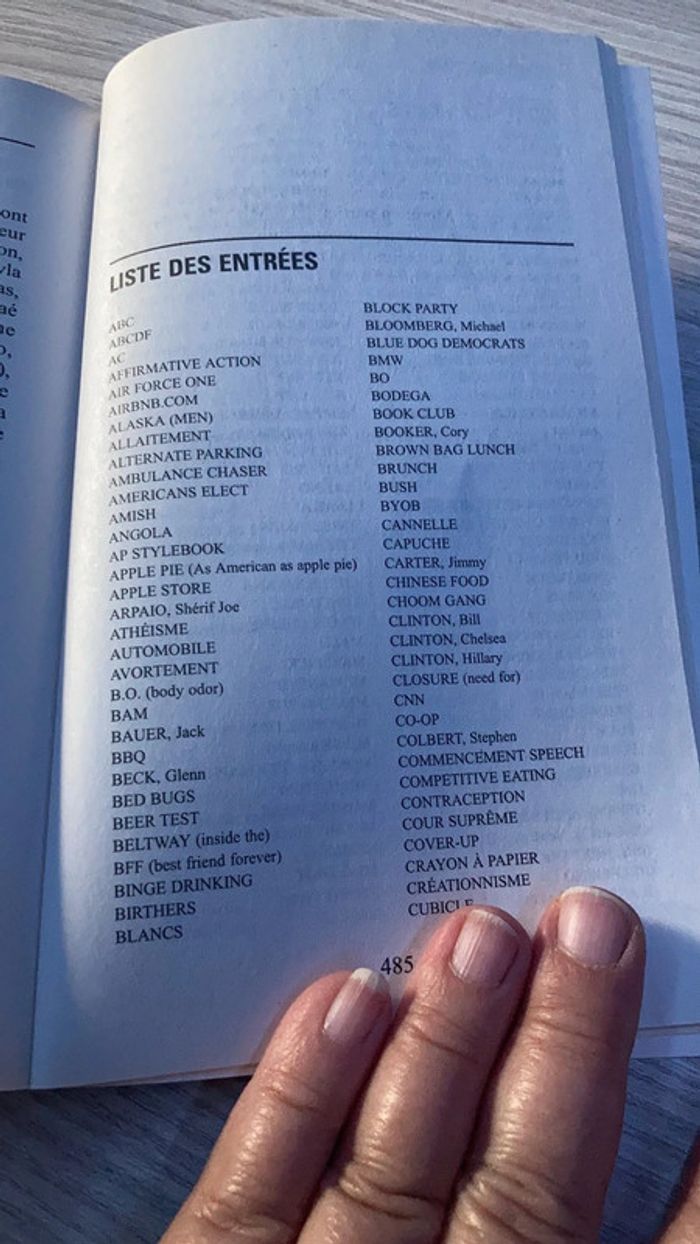 ont
eur
on,
as,
ne
LISTE DES ENTRÉES
ABC
ABCDF
AC
AFFIRMATIVE ACTION
AIR FORCE ONE
AIRBNB.COM
ALASKA (MEN)
ALLAITEMENT
ALTERNATE PARKING
AMBULANCE CHASER
AMERICANS ELECT
AMISH
ANGOLA
AP STYLEBOOK
APPLE PIE (As American as apple pie)
APPLE STORE
ARPAIO, Shérif Joe
ATHÉISME
AUTOMOBILE
AVORTEMENT
B.O. (body odor)
BAM
BAUER, Jack
BBQ
BECK, Glenn
BED BUGS
BEER TEST
BELTWAY (inside the)
BFF (best friend forever)
BINGE DRINKING
BIRTHERS
BLANCS
BLOCK PARTY
BLOOMBERG, Michael
BLUE DOG DEMOCRATS
BMW
BO
BODEGA
BOOK CLUB
BOOKER, Cory
BROWN BAG LUNCH
BRUNCH
BUSH
BYOB
CANNELLE
CAPUCHE
CARTER, Jimmy
CHINESE FOOD
CHOOM GANG
CLINTON, Bill
CLINTON, Chelsea
CLINTON, Hillary
CLOSURE (need for)
CNN
CO-OP
COLBERT, Stephen
COMMENCEMENT SPEECH
COMPETITIVE EATING
CONTRACEPTION
COUR SUPRÊME
COVER-UP
CRAYON À PAPIER
CRÉATIONNISME
CUBICLE
485